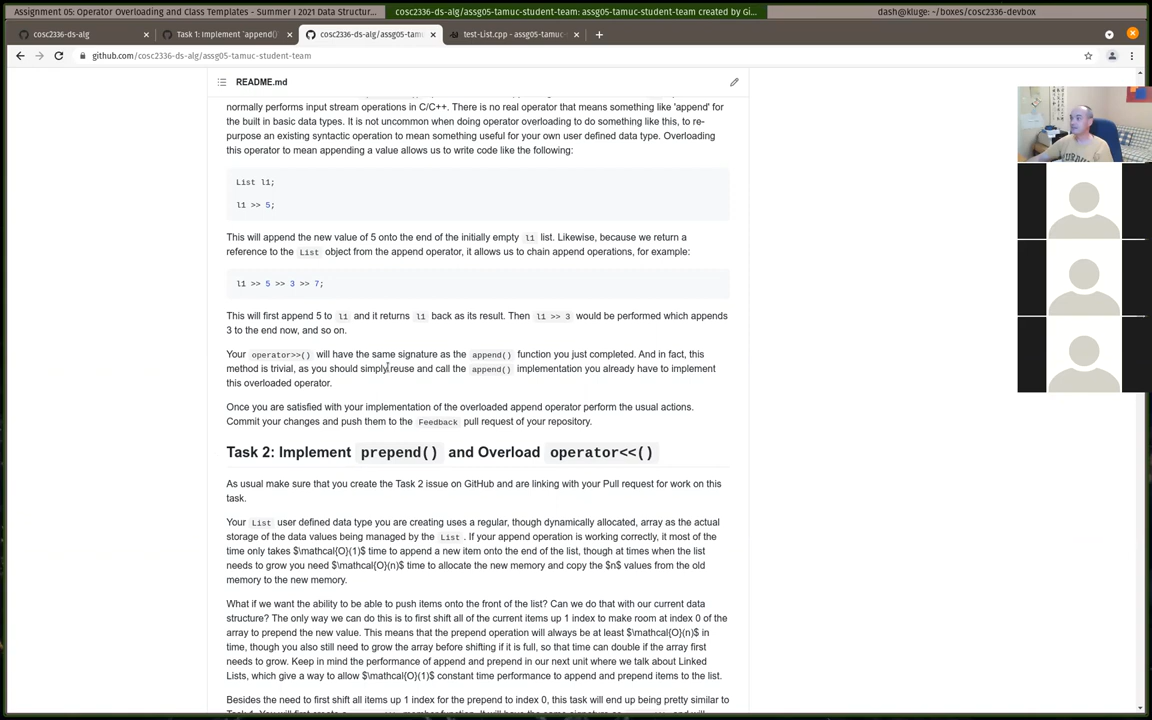 Assignment 05: Operator Overloading and Class Templates - Summer I 2021 Data Structur...
cosc2336-ds-alg/assg05-tamuc-student-team: assg05-tamuc-student-team created by Gi...
dash@kluge: ~/boxes/cosc2336-devbox
cosc2336-ds-alg
Task 1: Implement `append()
cosc2336-ds-alg/assg05-tamu
test-List.cpp - assg05-tamuc-s
github.com/cosc2336-ds-alg/assg05-tamuc-student-team
README.md
normally performs input stream operations in C/C++. There is no real operator that means something like 'append' for
the built in basic data types. It is not uncommon when doing operator overloading to do something like this, to re-
purpose an existing syntactic operation to mean something useful for your own user defined data type. Overloading
this operator to mean appending a value allows us to write code like the following:
List l1;
l1 >> 5;
This will append the new value of 5 onto the end of the initially empty l1 list. Likewise, because we return a
reference to the List object from the append operator, it allows us to chain append operations, for example:
l1 >> 5 >> 3 >> 7;
This will first append 5 to l1 and it returns l1 back as its result. Then l1 >> 3 would be performed which appends
3 to the end now, and so on.
Your operator>>() will have the same signature as the append() function you just completed. And in fact, this
method is trivial, as you should simply reuse and call the append() implementation you already have to implement
this overloaded operator.
Once you are satisfied with your implementation of the overloaded append operator perform the usual actions.
Commit your changes and push them to the Feedback pull request of your repository.
Task 2: Implement prepend() and Overload operator<<()
As usual make sure that you create the Task 2 issue on GitHub and are linking with your Pull request for work on this
task.
Your List user defined data type you are creating uses a regular, though dynamically allocated, array as the actual
storage of the data values being managed by the List . If your append operation is working correctly, it most of the
time only takes $\mathcal{O}(1)$ time to append a new item onto the end of the list, though at times when the list
needs to grow you need $\mathcal{O}(n)$ time to allocate the new memory and copy the $n$ values from the old
memory to the new memory.
What if we want the ability to be able to push items onto the front of the list? Can we do that with our current data
structure? The only way we can do this is to first shift all of the current items up 1 index to make room at index 0 of the
array to prepend the new value. This means that the prepend operation will always be at least $\mathcal{O}(n)$ in
time, though you also still need to grow the array before shifting if it is full, so that time can double if the array first
needs to grow. Keep in mind the performance of append and prepend in our next unit where we talk about Linked
Lists, which give a way to allow $\mathcal{O}(1)$ constant time performance to append and prepend items to the list.
Besides the need to first shift all items up 1 index for the prepend to index 0, this task will end up being pretty similar to